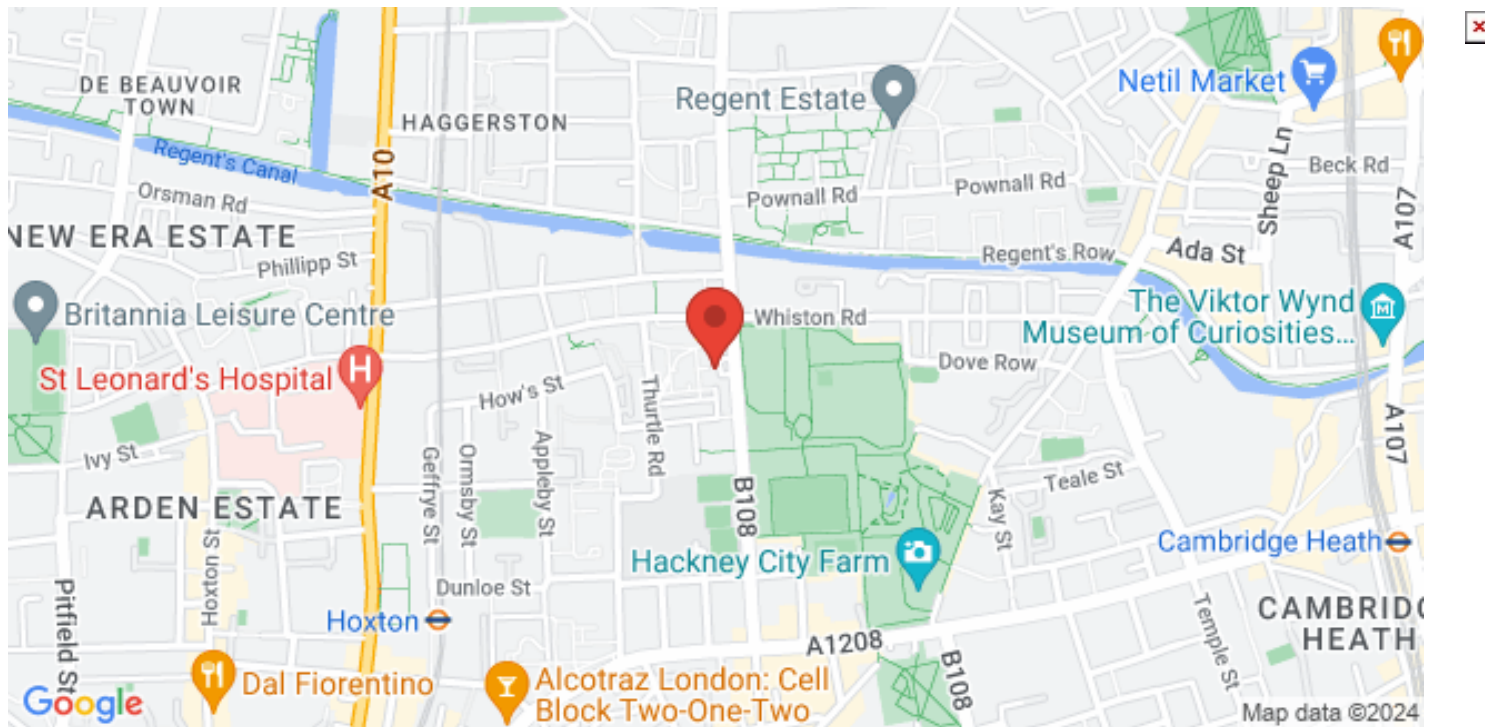 DE BEAUVOIR
TOWN
HAGGERSTON
Regent Estate
Netil Market
Regent's Canal
A10
Orsman Rd
Pownall Rd
Pownall Rd
Sheep Ln
Beck Rd
A107
NEW ERA ESTATE
Phillipp St
Regent's Row
Ada St
Britannia Leisure Centre
Whiston Rd
The Viktor Wynd
Museum of Curiosities...
St Leonard's Hospital
H
How's St
Thurtle Rd
Dove Row
A107
Ivy St
Geffrye St
Ormsby St
Appleby St
Teale St
ARDEN ESTATE
B108
Kay St
Hoxton St
Hackney City Farm
Cambridge Heath
Pitfield St
Dunloe St
Hoxton
Temple St
CAMBRIDG
HEATH
A1208
B108
Dal Fiorentino
Alcotraz London: Cell
Block Two-One-Two
Google
Map data ©2024